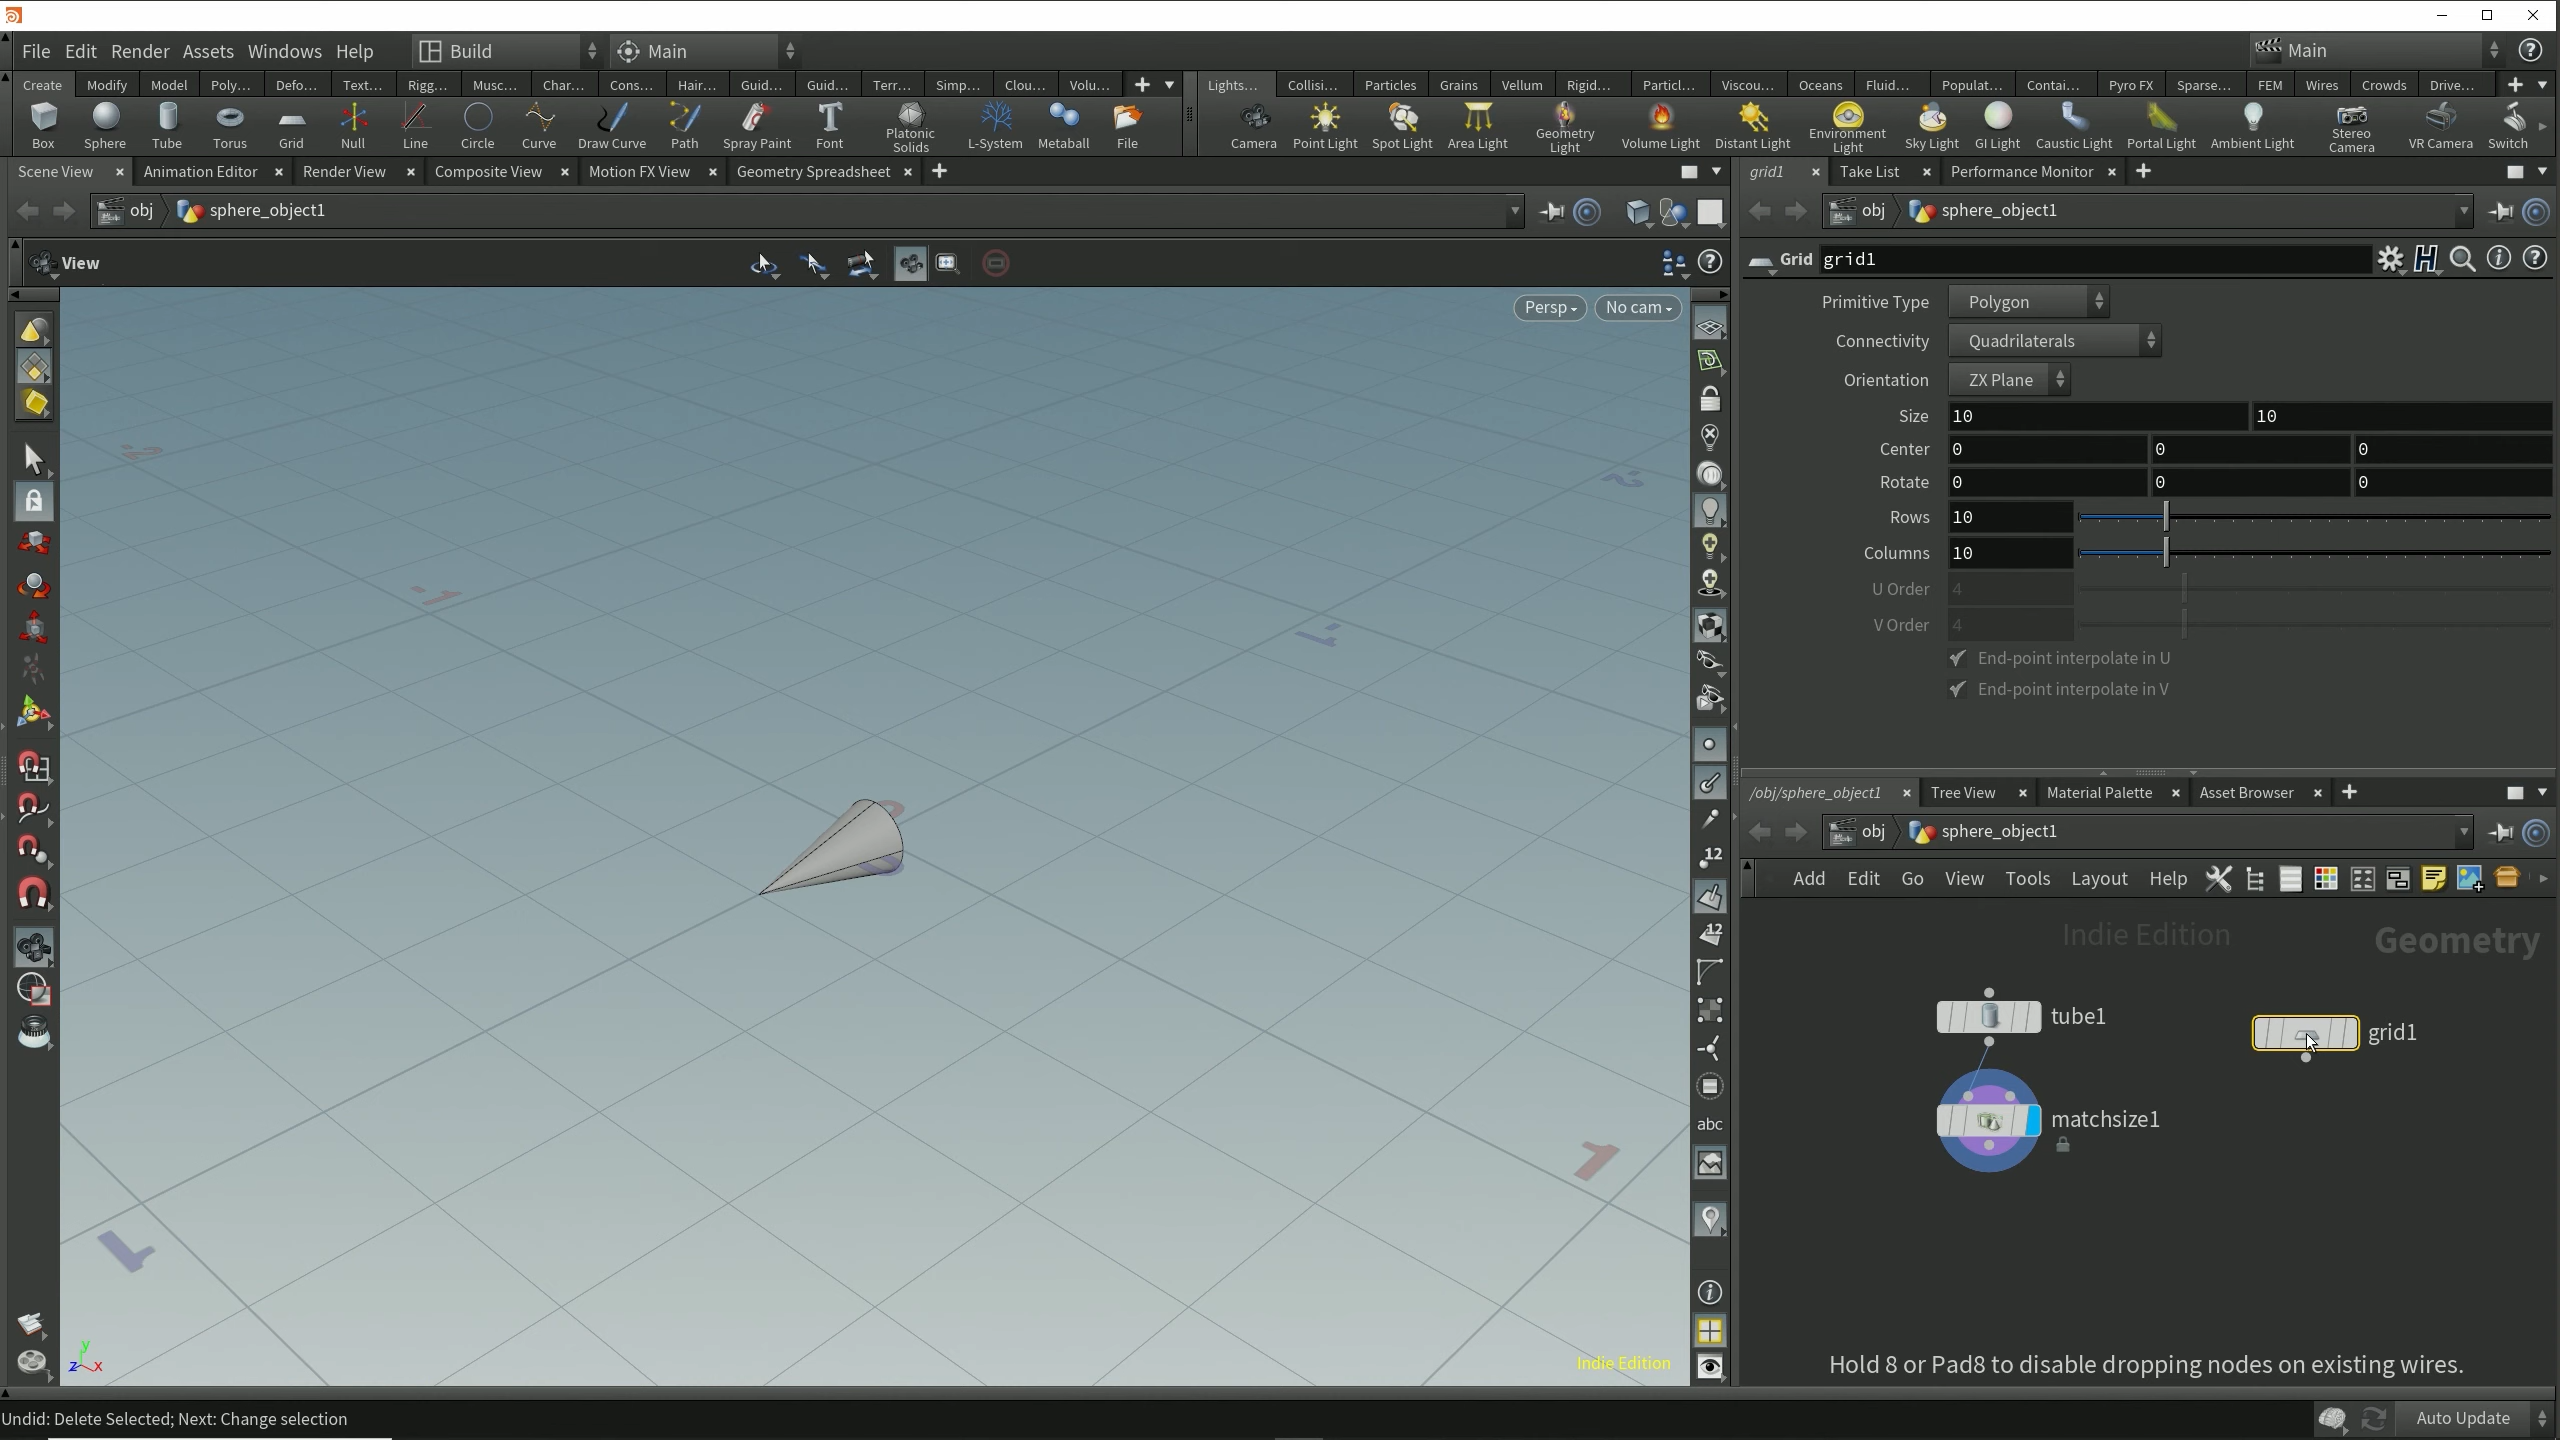 File Edit Render Assets Windows Help Build Main Main
Create Modify Model Poly... Defo... Text... Rigg... Musc... Char... Cons... Hair... Guid... Guid... Terr... Simp... Clou... Volu... Lights... Collisi... Particles Grains Vellum Rigid... Particl... Viscou... Oceans Fluid... Populat... Contai... Pyro FX Sparse... FEM Wires Crowds Drive...
Box Sphere Tube Torus Grid Null Line Circle Curve Draw Curve Path Spray Paint Font Platonic Solids L-System Metaball File Camera Point Light Spot Light Area Light Geometry Light Volume Light Distant Light Environment Light Sky Light GI Light Caustic Light Portal Light Ambient Light Stereo Camera VR Camera Switch
Scene View Animation Editor Render View Composite View Motion FX View Geometry Spreadsheet
obj sphere_object1
View
Persp No cam
-2
-2
-1
-1
0
0
1
1
y
z x
Indie Edition
12
12
abc
grid1 Take List Performance Monitor
obj sphere_object1
Grid grid1
Primitive Type Polygon
Connectivity Quadrilaterals
Orientation ZX Plane
Size 10 10
Center 0 0 0
Rotate 0 0 0
Rows 10
Columns 10
U Order 4
V Order 4
End-point interpolate in U
End-point interpolate in V
/obj/sphere_object1 Tree View Material Palette Asset Browser
obj sphere_object1
Add Edit Go View Tools Layout Help
Indie Edition Geometry
tube1
grid1
matchsize1
Hold 8 or Pad8 to disable dropping nodes on existing wires.
Undid: Delete Selected; Next: Change selection Auto Update